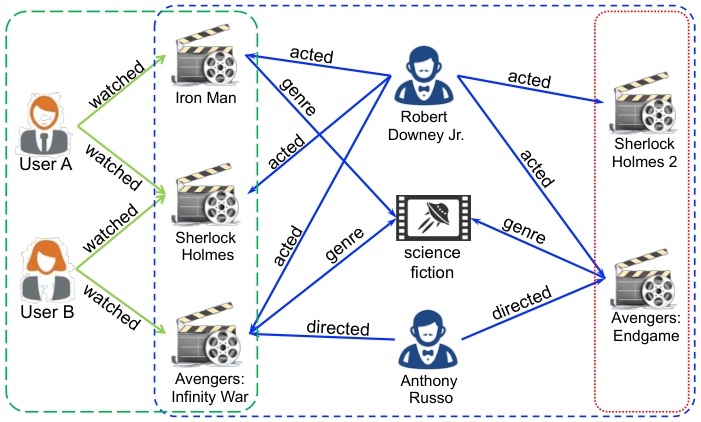 watched
watched
User A
watched
watched
User B
Iron Man
Sherlock
Holmes
Avengers:
Infinity War
acted
genre
acted
acted
genre
directed
Robert
Downey Jr.
science
fiction
Anthony
Russo
acted
acted
genre
directed
Sherlock
Holmes 2
Avengers:
Endgame